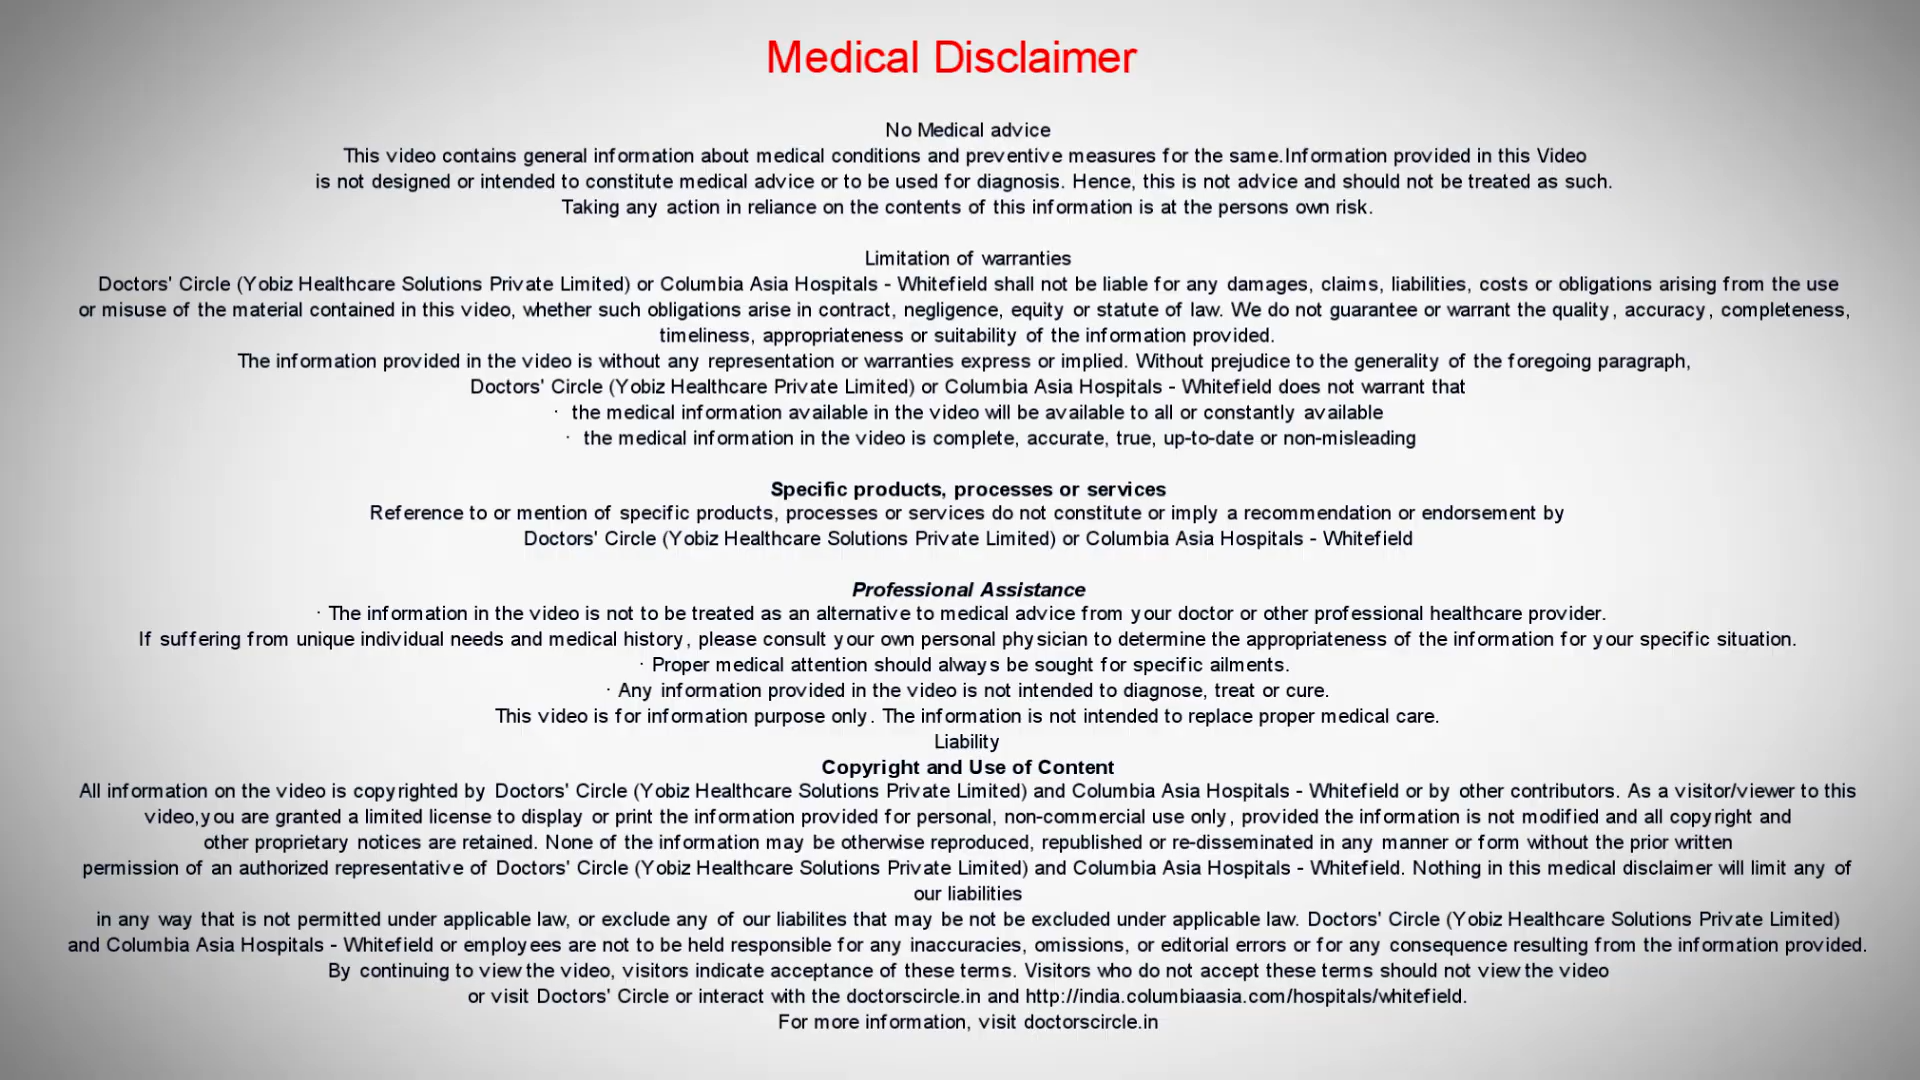 Medical Disclaimer
No Medical advice
This video contains general information about medical conditions and preventive measures for the same.Information provided in this Video
is not designed or intended to constitute medical advice or to be used for diagnosis. Hence, this is not advice and should not be treated as such.
Taking any action in reliance on the contents of this information is at the persons own risk.
Limitation of warranties
Doctors' Circle (Yobiz Healthcare Solutions Private Limited) or Columbia Asia Hospitals - Whitefield shall not be liable for any damages, claims, liabilities, costs or obligations arising from the use
or misuse of the material contained in this video, whether such obligations arise in contract, negligence, equity or statute of law. We do not guarantee or warrant the quality, accuracy, completeness,
timeliness, appropriateness or suitability of the information provided.
The information provided in the video is without any representation or warranties express or implied. Without prejudice to the generality of the foregoing paragraph,
Doctors' Circle (Yobiz Healthcare Private Limited) or Columbia Asia Hospitals - Whitefield does not warrant that
· the medical information available in the video will be available to all or constantly available
· the medical information in the video is complete, accurate, true, up-to-date or non-misleading
Specific products, processes or services
Reference to or mention of specific products, processes or services do not constitute or imply a recommendation or endorsement by
Doctors' Circle (Yobiz Healthcare Solutions Private Limited) or Columbia Asia Hospitals - Whitefield
Professional Assistance
· The information in the video is not to be treated as an alternative to medical advice from your doctor or other professional healthcare provider.
If suffering from unique individual needs and medical history, please consult your own personal physician to determine the appropriateness of the information for your specific situation.
· Proper medical attention should always be sought for specific ailments.
· Any information provided in the video is not intended to diagnose, treat or cure.
This video is for information purpose only. The information is not intended to replace proper medical care.
Liability
Copyright and Use of Content
All information on the video is copyrighted by Doctors' Circle (Yobiz Healthcare Solutions Private Limited) and Columbia Asia Hospitals - Whitefield or by other contributors. As a visitor/viewer to this
video,you are granted a limited license to display or print the information provided for personal, non-commercial use only, provided the information is not modified and all copyright and
other proprietary notices are retained. None of the information may be otherwise reproduced, republished or re-disseminated in any manner or form without the prior written
permission of an authorized representative of Doctors' Circle (Yobiz Healthcare Solutions Private Limited) and Columbia Asia Hospitals - Whitefield. Nothing in this medical disclaimer will limit any of
our liabilities
in any way that is not permitted under applicable law, or exclude any of our liabilites that may be not be excluded under applicable law. Doctors' Circle (Yobiz Healthcare Solutions Private Limited)
and Columbia Asia Hospitals - Whitefield or employees are not to be held responsible for any inaccuracies, omissions, or editorial errors or for any consequence resulting from the information provided.
By continuing to view the video, visitors indicate acceptance of these terms. Visitors who do not accept these terms should not view the video
or visit Doctors' Circle or interact with the doctorscircle.in and http://india.columbiaasia.com/hospitals/whitefield.
For more information, visit doctorscircle.in